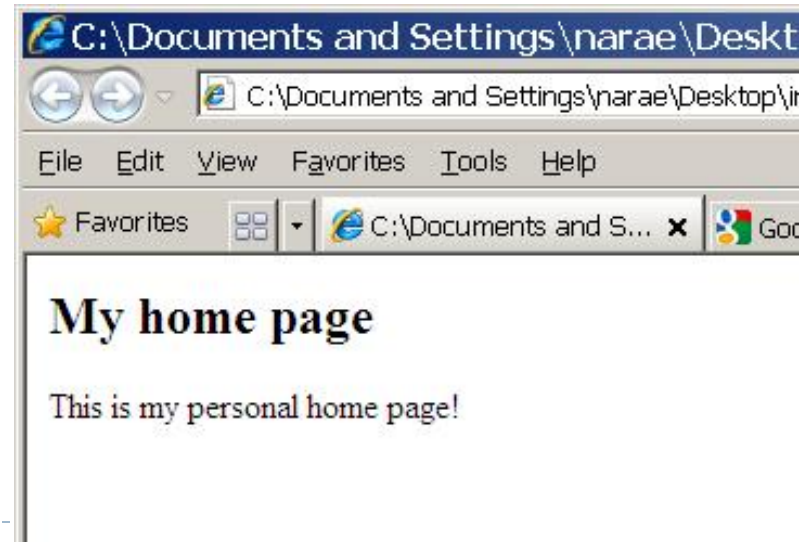 C:\Documents and Settings\narae\Deskt
C:\Documents and Settings\narae\Desktop\in
File Edit View Favorites Tools Help
Favorites C:\Documents and S... Goo
My home page
This is my personal home page!